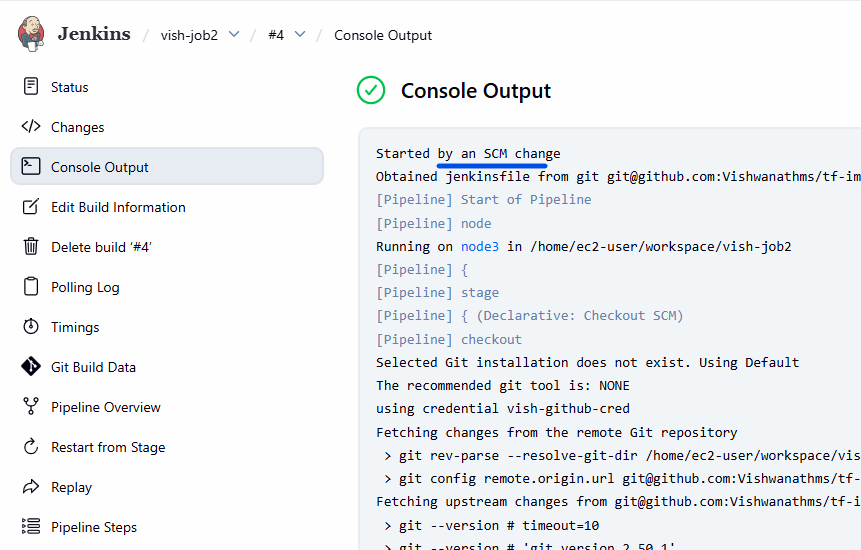 Jenkins / vish-job2 / #4 / Console Output
Status
Changes
Console Output
Edit Build Information
Delete build ‘#4’
Polling Log
Timings
Git Build Data
Pipeline Overview
Restart from Stage
Replay
Pipeline Steps
Console Output
Started by an SCM change
Obtained jenkinsfile from git git@github.com:Vishwanathms/tf-im
[Pipeline] Start of Pipeline
[Pipeline] node
Running on node3 in /home/ec2-user/workspace/vish-job2
[Pipeline] {
[Pipeline] stage
[Pipeline] { (Declarative: Checkout SCM)
[Pipeline] checkout
Selected Git installation does not exist. Using Default
The recommended git tool is: NONE
using credential vish-github-cred
Fetching changes from the remote Git repository
> git rev-parse --resolve-git-dir /home/ec2-user/workspace/vis
> git config remote.origin.url git@github.com:Vishwanathms/tf-
Fetching upstream changes from git@github.com:Vishwanathms/tf-i
> git --version # timeout=10
> git --version # 'git version 2.50.1'